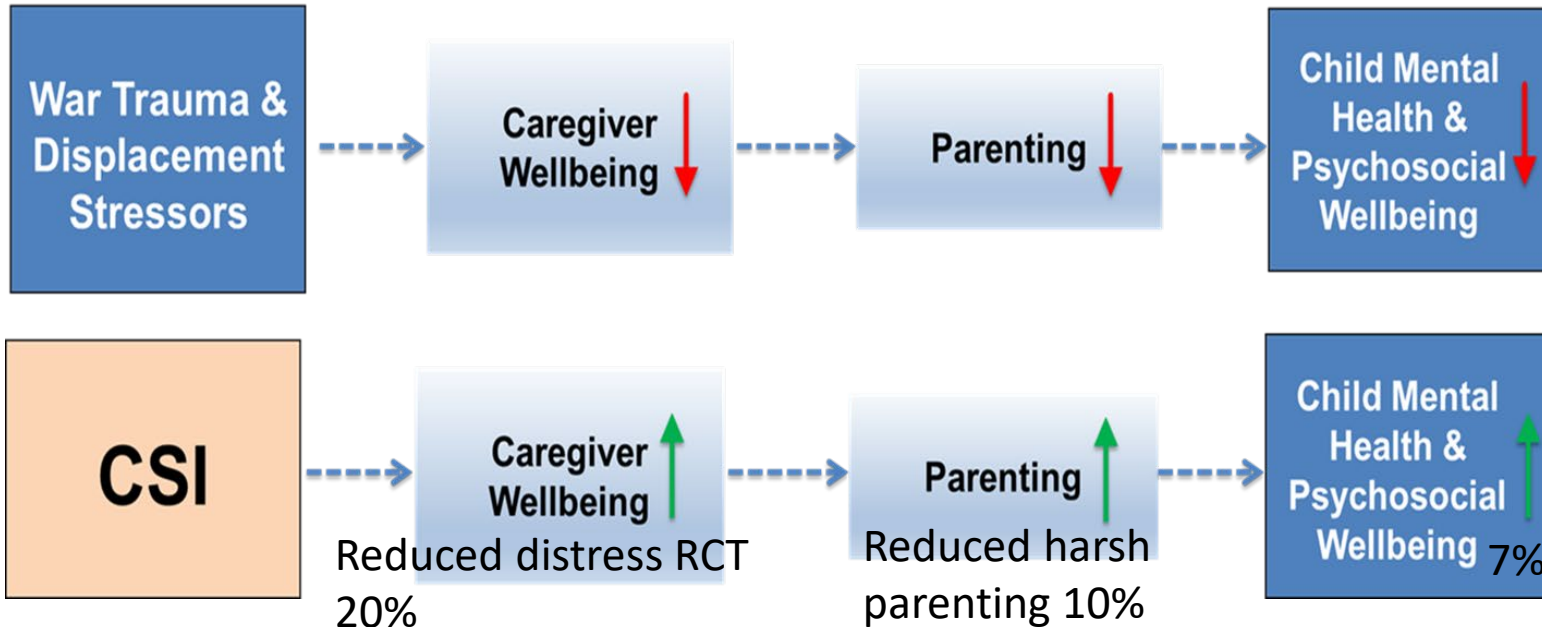 War Trauma &
Displacement
Stressors
Caregiver
Wellbeing
Parenting
Child Mental
Health &
Psychosocial
Wellbeing
CSI
Caregiver
Wellbeing
Reduced distress RCT
20%
Parenting
Reduced harsh
parenting 10%
Child Mental
Health &
Psychosocial
Wellbeing
7%